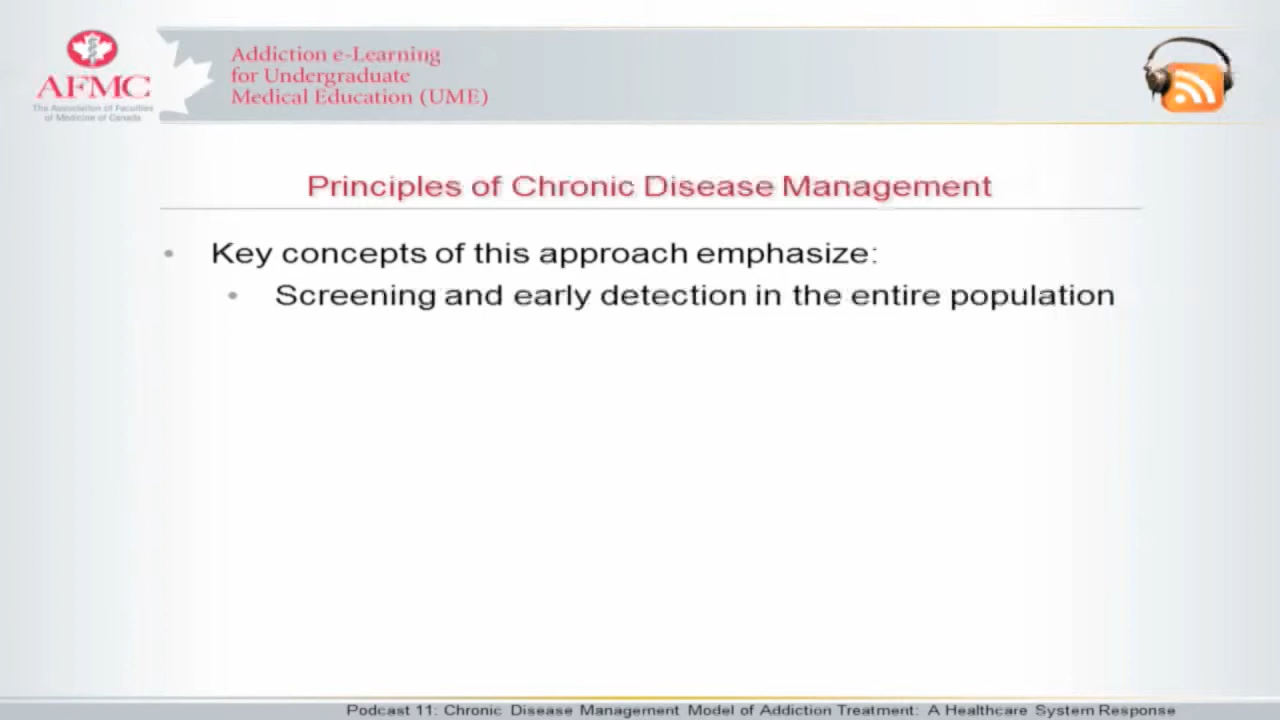 AFMC
The Association of Faculties
of Medicine of Canada
Addiction e-Learning
for Undergraduate
Medical Education (UME)
Principles of Chronic Disease Management
• Key concepts of this approach emphasize:
• Screening and early detection in the entire population
Podcast 11: Chronic Disease Management Model of Addiction Treatment: A Healthcare System Response